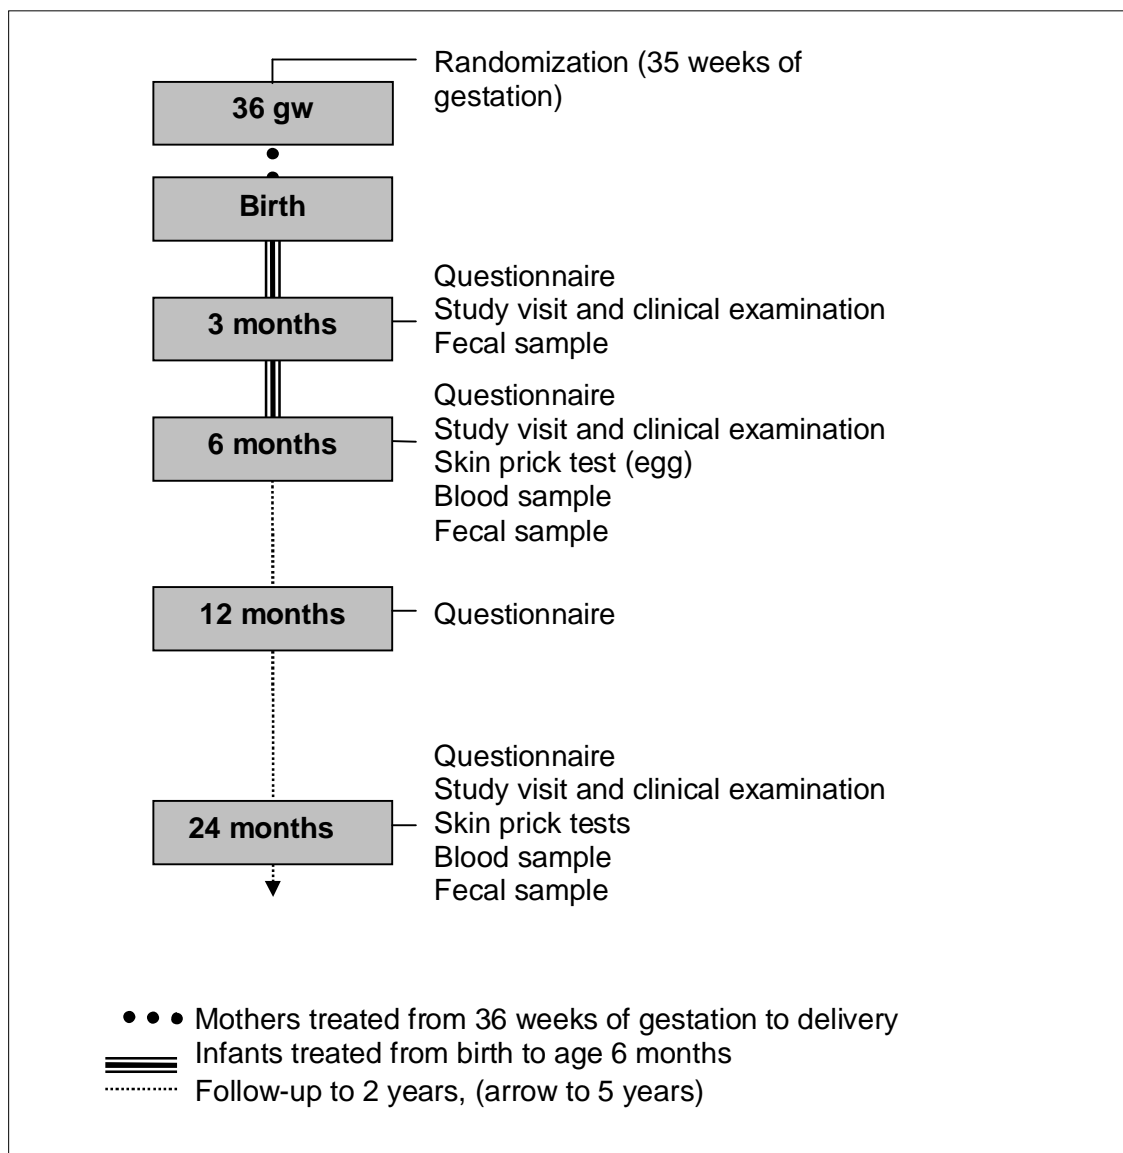 Randomization (35 weeks of
gestation)
36 gw
Birth
Questionnaire
Study visit and clinical examination
Fecal sample
3 months
Questionnaire
Study visit and clinical examination
Skin prick test (egg)
Blood sample
Fecal sample
6 months
12 months
Questionnaire
Questionnaire
Study visit and clinical examination
Skin prick tests
Blood sample
Fecal sample
24 months
Mothers treated from 36 weeks of gestation to delivery
Infants treated from birth to age 6 months
Follow-up to 2 years, (arrow to 5 years)